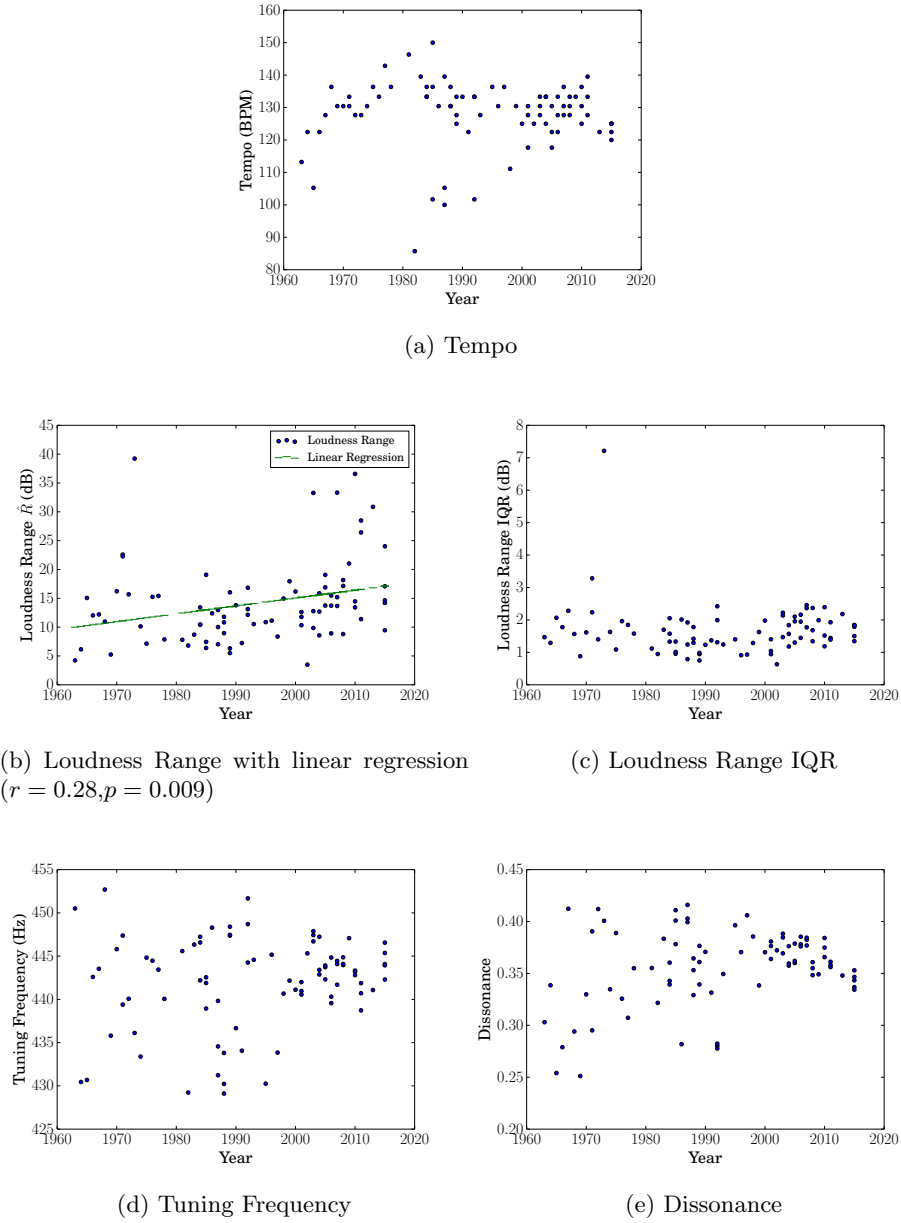 160
150
140
130
120
110
100
90
80
Tempo (BPM)
1960 1970 1980 1990 2000 2010 2020
Year
(a) Tempo
45
40
35
30
25
20
15
10
5
0
Loudness Range R̂ (dB)
Loudness Range
Linear Regression
1960 1970 1980 1990 2000 2010 2020
Year
(b) Loudness Range with linear regression
(r = 0.28,p = 0.009)
8
7
6
5
4
3
2
1
0
Loudness Range IQR (dB)
1960 1970 1980 1990 2000 2010 2020
Year
(c) Loudness Range IQR
455
450
445
440
435
430
425
Tuning Frequency (Hz)
1960 1970 1980 1990 2000 2010 2020
Year
(d) Tuning Frequency
0.45
0.40
0.35
0.30
0.25
0.20
Dissonance
1960 1970 1980 1990 2000 2010 2020
Year
(e) Dissonance